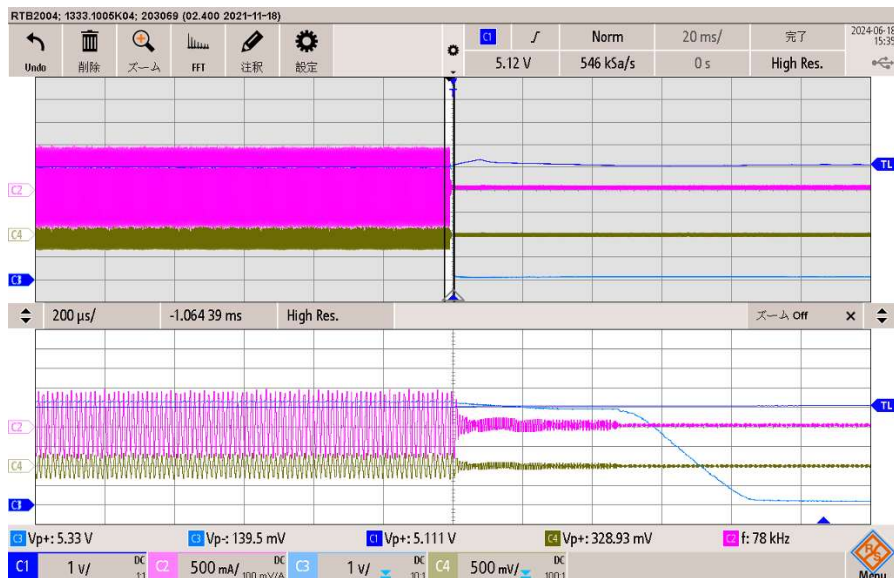 RTB2004; 1333.1005K04; 203069 (02.400 2021-11-18)
Undo 削除 ズーム FFT 注釈 設定
C1 Norm 20 ms/ 完了 2024-06-18
15:35
5.12 V 546 kSa/s 0 s High Res.
T
TL
C2
C4
C3
200 µs/ -1.064 39 ms High Res. ズーム Off ×
TL
C2
C4
C3
C3 Vp+: 5.33 V C3 Vp-: 139.5 mV C1 Vp+: 5.111 V C4 Vp+: 328.93 mV C2 f: 78 kHz
C1 1 V/ DC 1:1 C2 500 mA/ DC 100 mV/A C3 1 V/ DC 10:1 C4 500 mV/ DC 100:1
R&S
Menu